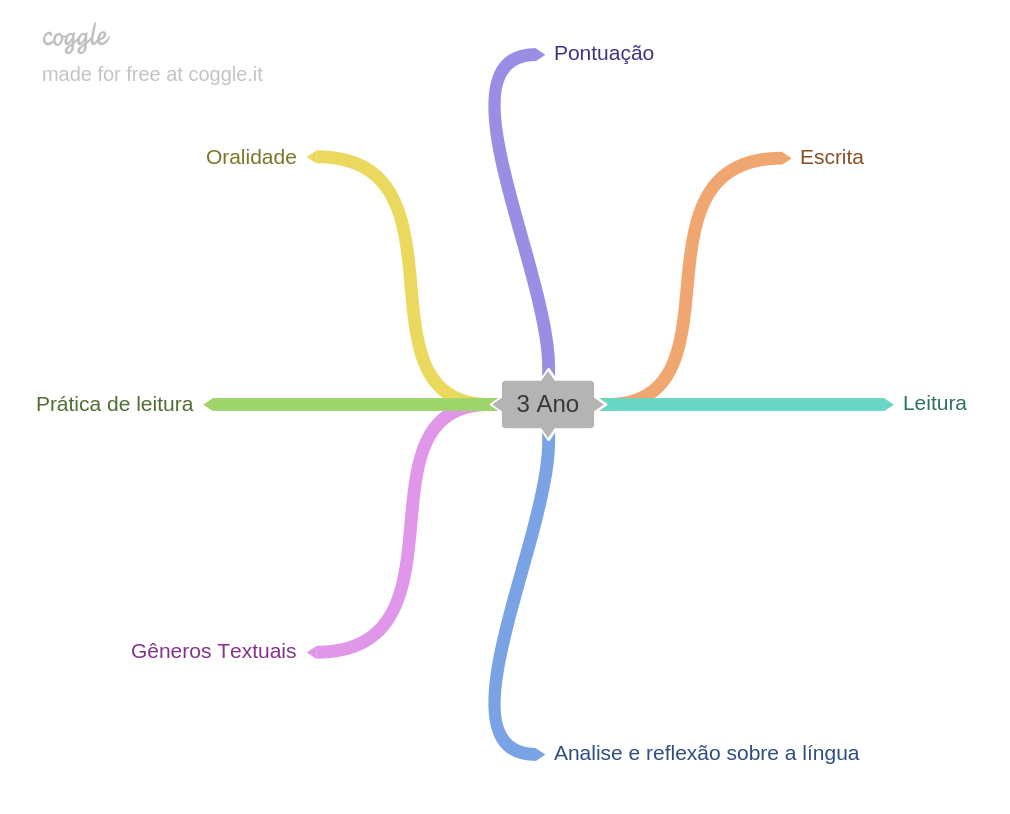 coggle
made for free at coggle.it
Pontuação
Oralidade
Escrita
Prática de leitura
3 Ano
Leitura
Gêneros Textuais
Analise e reflexão sobre a língua